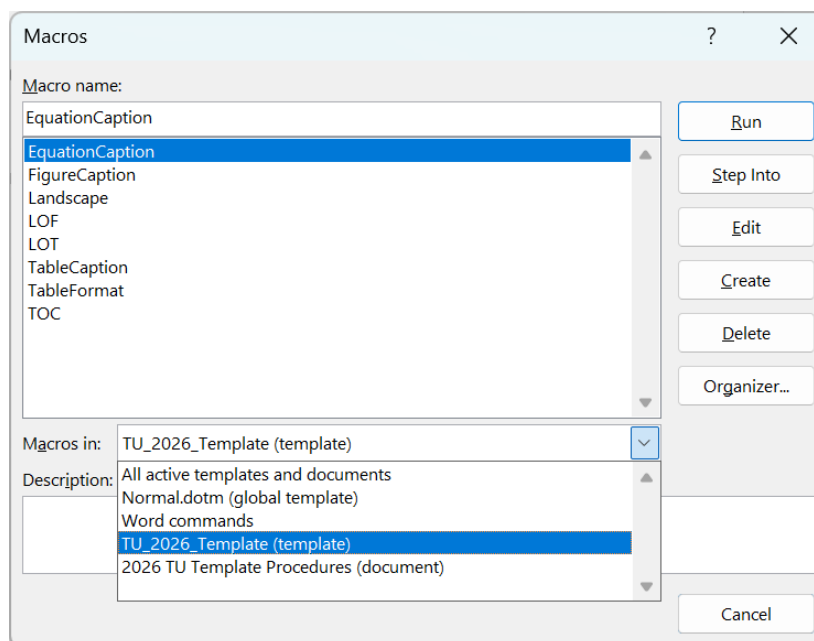 Macros
?
Macro name:
EquationCaption
Run
EquationCaption
FigureCaption
Landscape
LOF
LOT
TableCaption
TableFormat
TOC
Step Into
Edit
Create
Delete
Organizer...
Macros in: TU_2026_Template (template)
Description:
All active templates and documents
Normal.dotm (global template)
Word commands
TU_2026_Template (template)
2026 TU Template Procedures (document)
Cancel